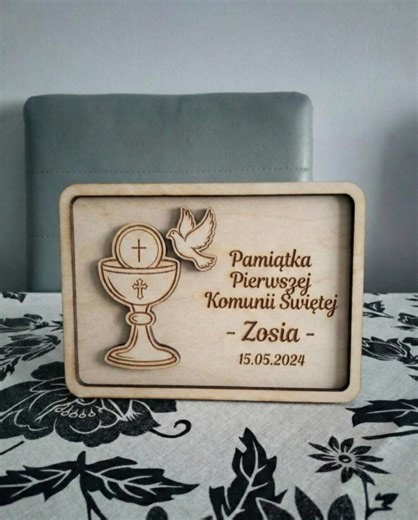 Pamiątka
Pierwszej
Komunii Świętej
- Zosia -
15.05.2024